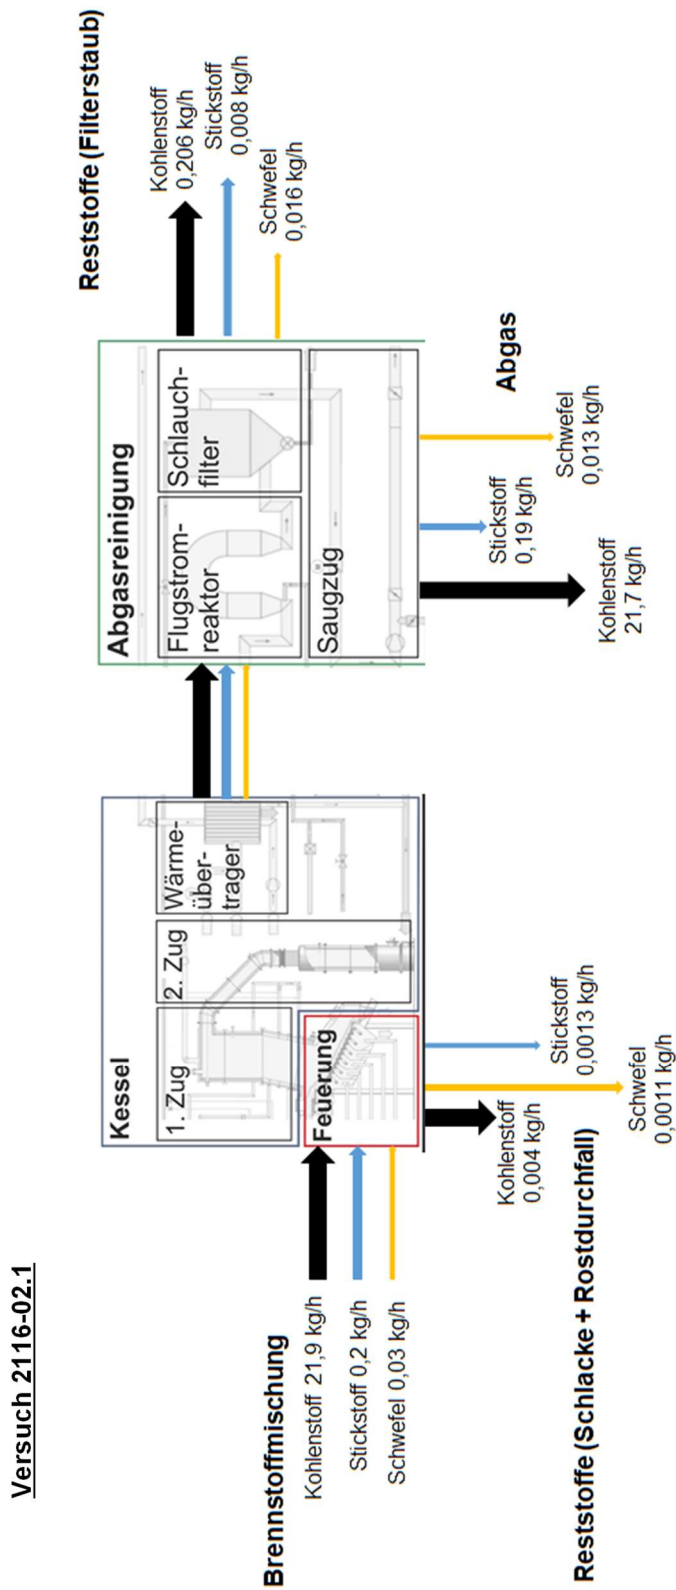 Versuch 2116-02.1
Brennstoffmischung
Kohlenstoff 21,9 kg/h
Stickstoff 0,2 kg/h
Schwefel 0,03 kg/h
Kessel
1. Zug
2. Zug
Wärme-
über-
trager
Feuerung
Reststoffe (Schlacke + Rostdurchfall)
Kohlenstoff
0,004 kg/h
Schwefel
0,0011 kg/h
Stickstoff
0,0013 kg/h
Abgasreinigung
Flugstrom-
reaktor
Schlauch-
filter
Saugzug
Reststoffe (Filterstaub)
Kohlenstoff
0,206 kg/h
Stickstoff
0,008 kg/h
Schwefel
0,016 kg/h
Abgas
Kohlenstoff
21,7 kg/h
Stickstoff
0,19 kg/h
Schwefel
0,013 kg/h